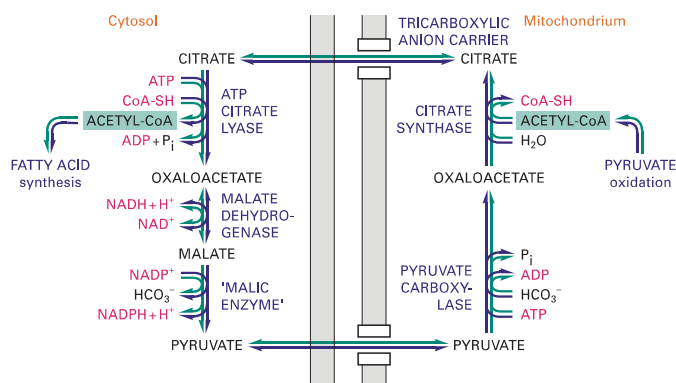 Cytosol
TRICARBOXYLIC
ANION CARRIER
Mitochondrium
CITRATE
CITRATE
ATP
CoA-SH
ACETYL-CoA
ADP + Pi
ATP
CITRATE
LYASE
FATTY ACID
synthesis
CITRATE
SYNTHASE
CoA-SH
ACETYL-CoA
H2O
PYRUVATE
oxidation
OXALOACETATE
OXALOACETATE
NADH + H+
NAD+
MALATE
DEHYDRO-
GENASE
MALATE
NADP+
HCO3−
NADPH + H+
'MALIC
ENZYME'
PYRUVATE
CARBOXY-
LASE
Pi
ADP
HCO3−
ATP
PYRUVATE
PYRUVATE